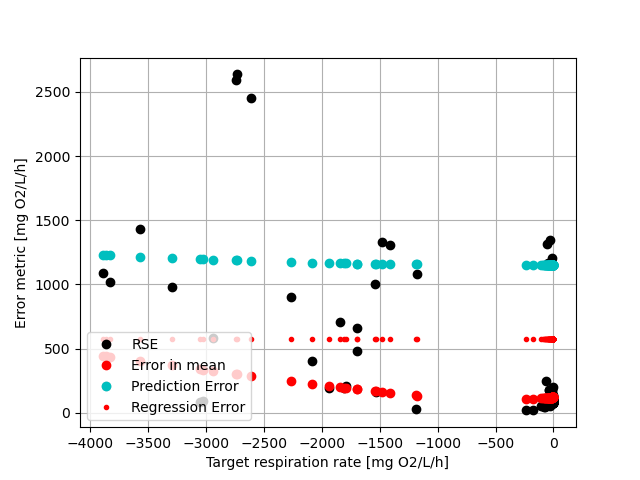 2500
2000
1500
1000
500
0
Error metric [mg O2/L/h]
RSE
Error in mean
Prediction Error
Regression Error
−4000 −3500 −3000 −2500 −2000 −1500 −1000 −500 0
Target respiration rate [mg O2/L/h]